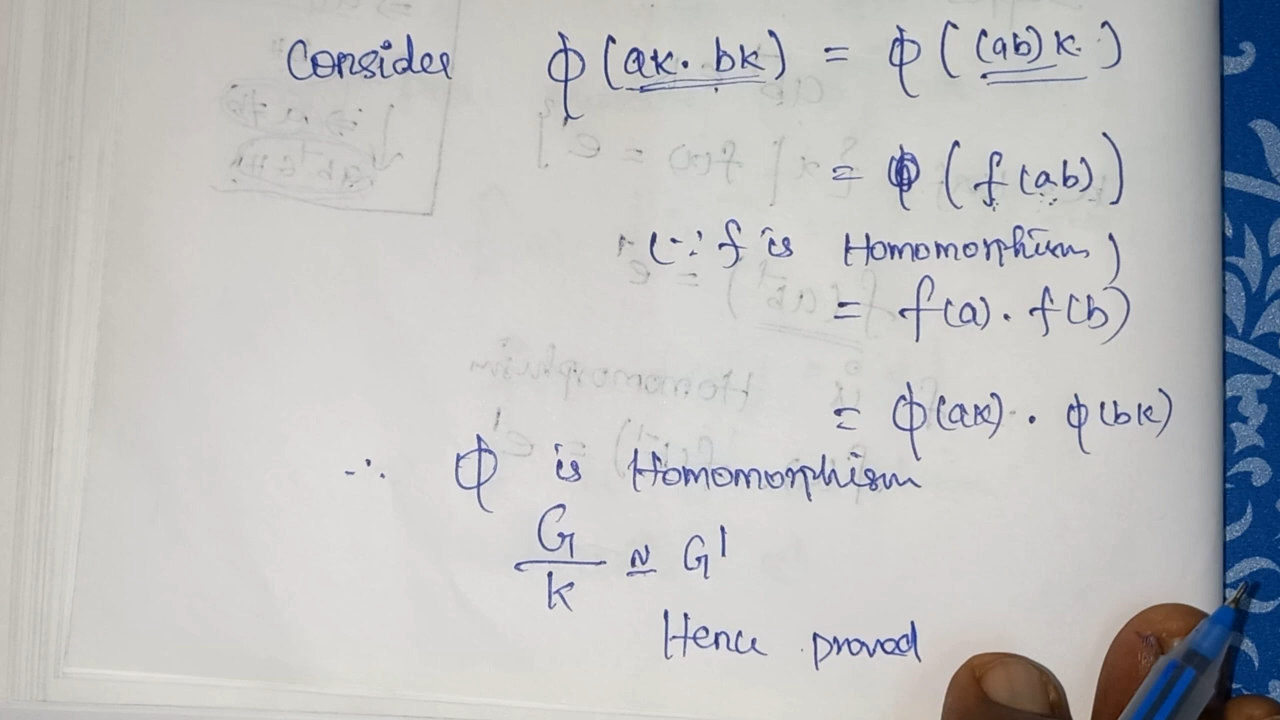 Consider ϕ(ak. bk) = ϕ((ab)k.)
= ϕ(f(ab))
(∵ f is Homomorphism)
= f(a). f(b)
= ϕ(ak). ϕ(bk)
∴ ϕ is Homomorphism
G/k ≅ G'
Hence proved